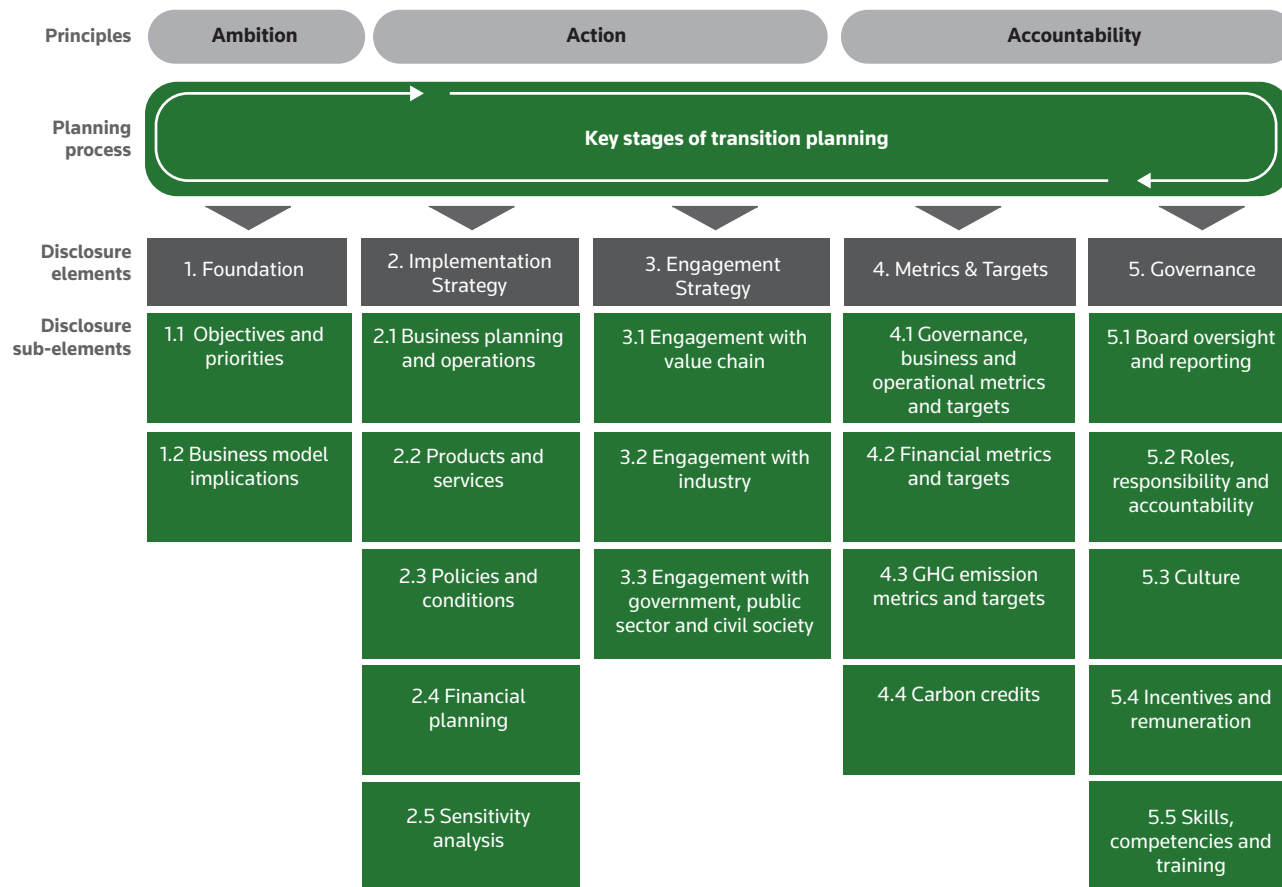 Principles
Ambition
Action
Accountability
Planning
process
Key stages of transition planning
Disclosure
elements
1. Foundation
2. Implementation
Strategy
3. Engagement
Strategy
4. Metrics & Targets
5. Governance
Disclosure
sub-elements
1.1 Objectives and
priorities
2.1 Business planning
and operations
3.1 Engagement with
value chain
4.1 Governance,
business and
operational metrics
and targets
5.1 Board oversight
and reporting
1.2 Business model
implications
2.2 Products and
services
3.2 Engagement with
industry
4.2 Financial metrics
and targets
5.2 Roles,
responsibility and
accountability
2.3 Policies and
conditions
3.3 Engagement with
government, public
sector and civil society
4.3 GHG emission
metrics and targets
5.3 Culture
2.4 Financial
planning
4.4 Carbon credits
5.4 Incentives and
remuneration
2.5 Sensitivity
analysis
5.5 Skills,
competencies and
training